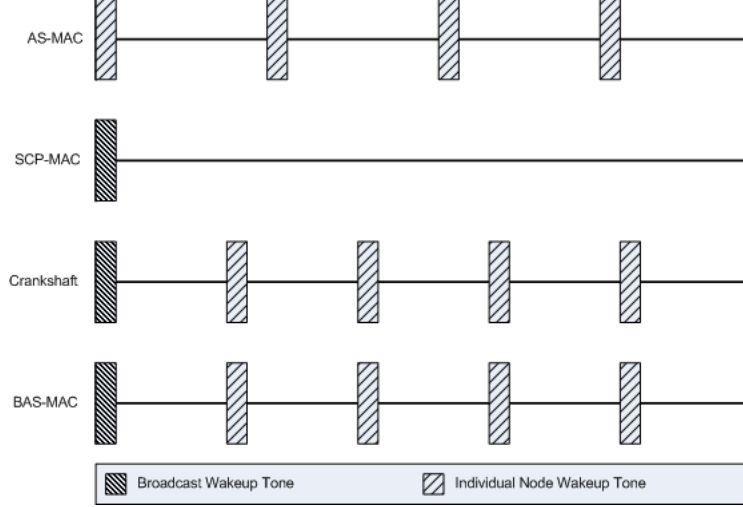 AS-MAC
SCP-MAC
Crankshaft
BAS-MAC
Broadcast Wakeup Tone
Individual Node Wakeup Tone